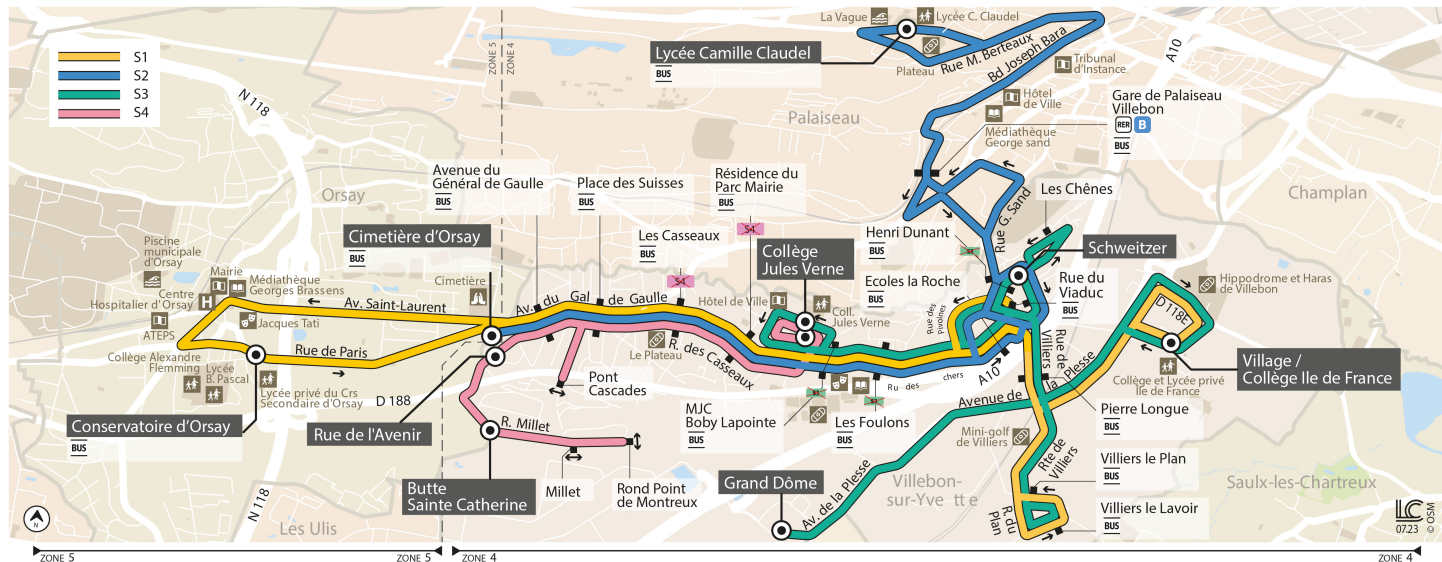 S1
S2
S3
S4
ZONE 5
ZONE 4
N 118
La Vague
Lycée C. Claudel
Lycée Camille Claudel
BUS
Plateau
Rue M. Berteaux
Bd Joseph Bara
A10
Tribunal
d'Instance
Hôtel
de Ville
Médiathèque
George sand
Gare de Palaiseau
Villebon
RER B
BUS
Palaiseau
Champlan
Orsay
Avenue du
Général de Gaulle
BUS
Place des Suisses
BUS
Résidence du
Parc Mairie
BUS
S4
Les Chênes
Rue G. Sand
Cimetière d'Orsay
BUS
Les Casseaux
BUS
S4
Collège
Jules Verne
Henri Dunant
BUS
Schweitzer
Piscine
municipale
d'Orsay
Mairie
Médiathèque
Georges Brassens
Centre
Hospitalier d'Orsay
H
ATEPS
Jacques Tati
Av. Saint-Laurent
Cimetière
Av. du Gal de Gaulle
Hôtel de Ville
Coll.
Jules Verne
Ecoles la Roche
BUS
Rue des
Pivoines
Rue du
Viaduc
BUS
Hippodrome et Haras
de Villebon
D 118E
Rue de Paris
Collège Alexandre
Flemming
Lycée
B. Pascal
Lycée privé du Crs
Secondaire d'Orsay
Le Plateau
R. des Casseaux
Rue de
Villiers
Village /
Collège Ile de France
Collège et Lycée privé
Ile de France
Conservatoire d'Orsay
BUS
D 188
Rue de l'Avenir
Pont
Cascades
Ru des chers
A10
Avenue de la Plesse
MJC
Boby Lapointe
BUS
Les Foulons
BUS
Pierre Longue
BUS
R. Millet
Mini-golf
de Villiers
Rte de
Villiers
Villiers le Plan
BUS
Butte
Sainte Catherine
Millet
Rond Point
de Montreux
Grand Dôme
Av. de la Plesse
Villebon-
sur-Yve tt e
Saulx-les-Chartreux
R. du
Plan
Villiers le Lavoir
BUS
N 118
Les Ulis
N
LC
07.23
© OSM
ZONE 5
ZONE 5
ZONE 4
ZONE 4